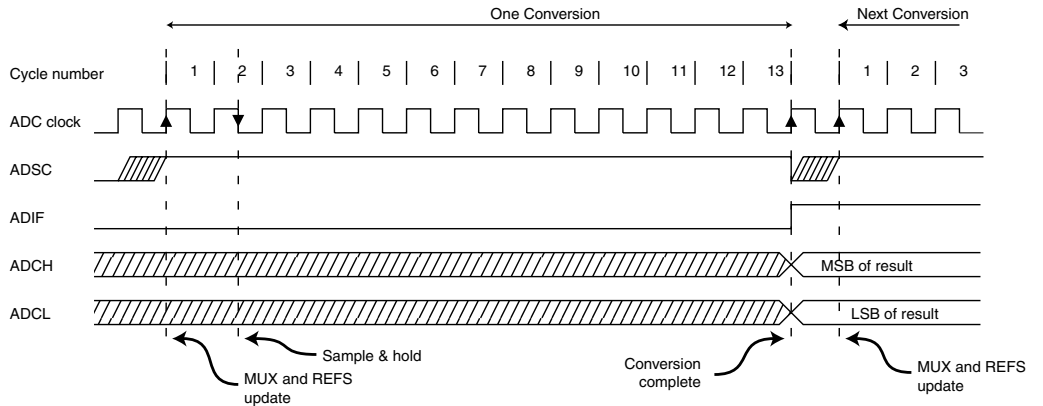 One Conversion Next Conversion
Cycle number 1 2 3 4 5 6 7 8 9 10 11 12 13 1 2 3
ADC clock
ADSC
ADIF
ADCH MSB of result
ADCL LSB of result
Sample & hold
MUX and REFS
update
Conversion
complete
MUX and REFS
update